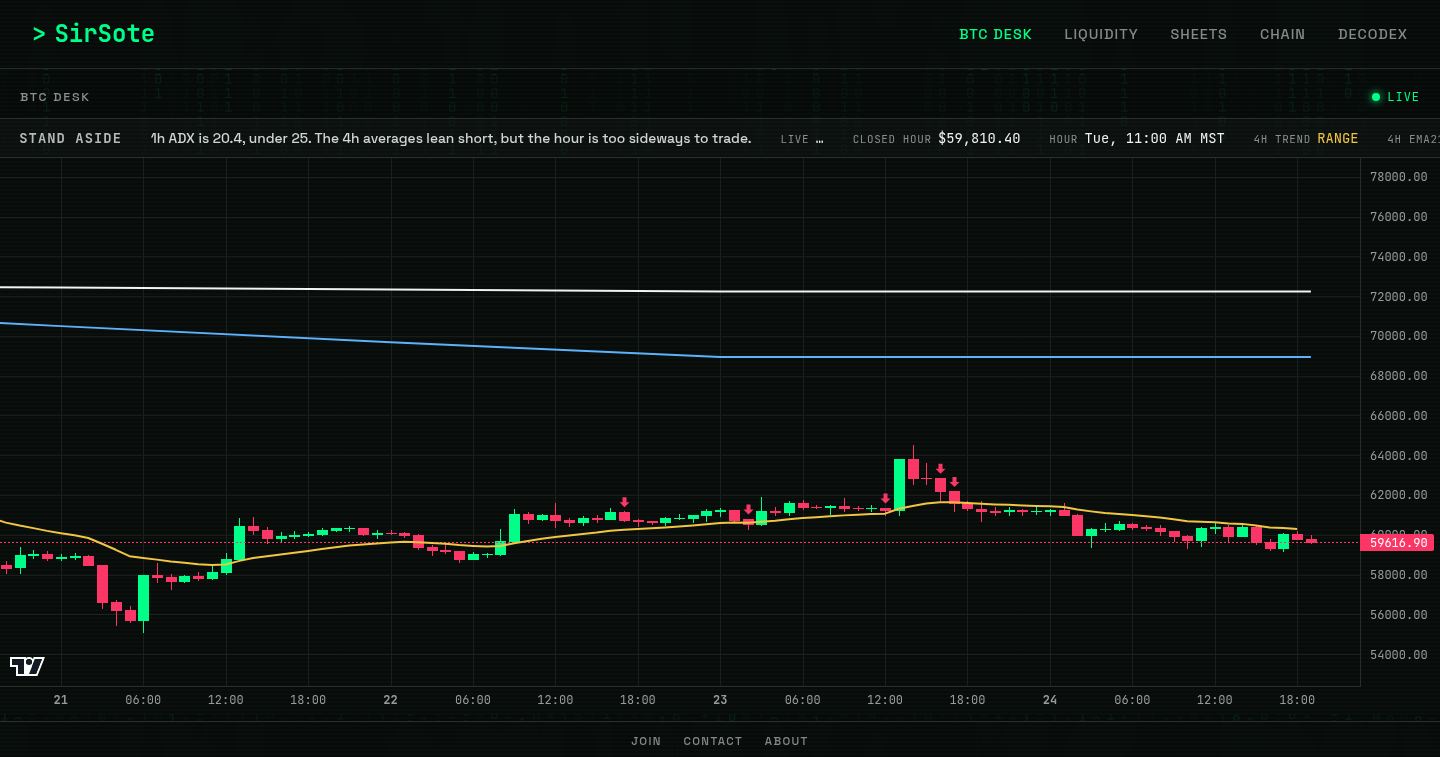 > SirSote
BTC DESK LIQUIDITY SHEETS CHAIN DECODEX
BTC DESK
LIVE
STAND ASIDE 1h ADX is 20.4, under 25. The 4h averages lean short, but the hour is too sideways to trade. LIVE … CLOSED HOUR $59,810.40 HOUR Tue, 11:00 AM MST 4H TREND RANGE 4H EMA2
78000.00
76000.00
74000.00
72000.00
70000.00
68000.00
66000.00
64000.00
62000.00
59616.90
58000.00
56000.00
54000.00
21 06:00 12:00 18:00 22 06:00 12:00 18:00 23 06:00 12:00 18:00 24 06:00 12:00 18:00
JOIN CONTACT ABOUT